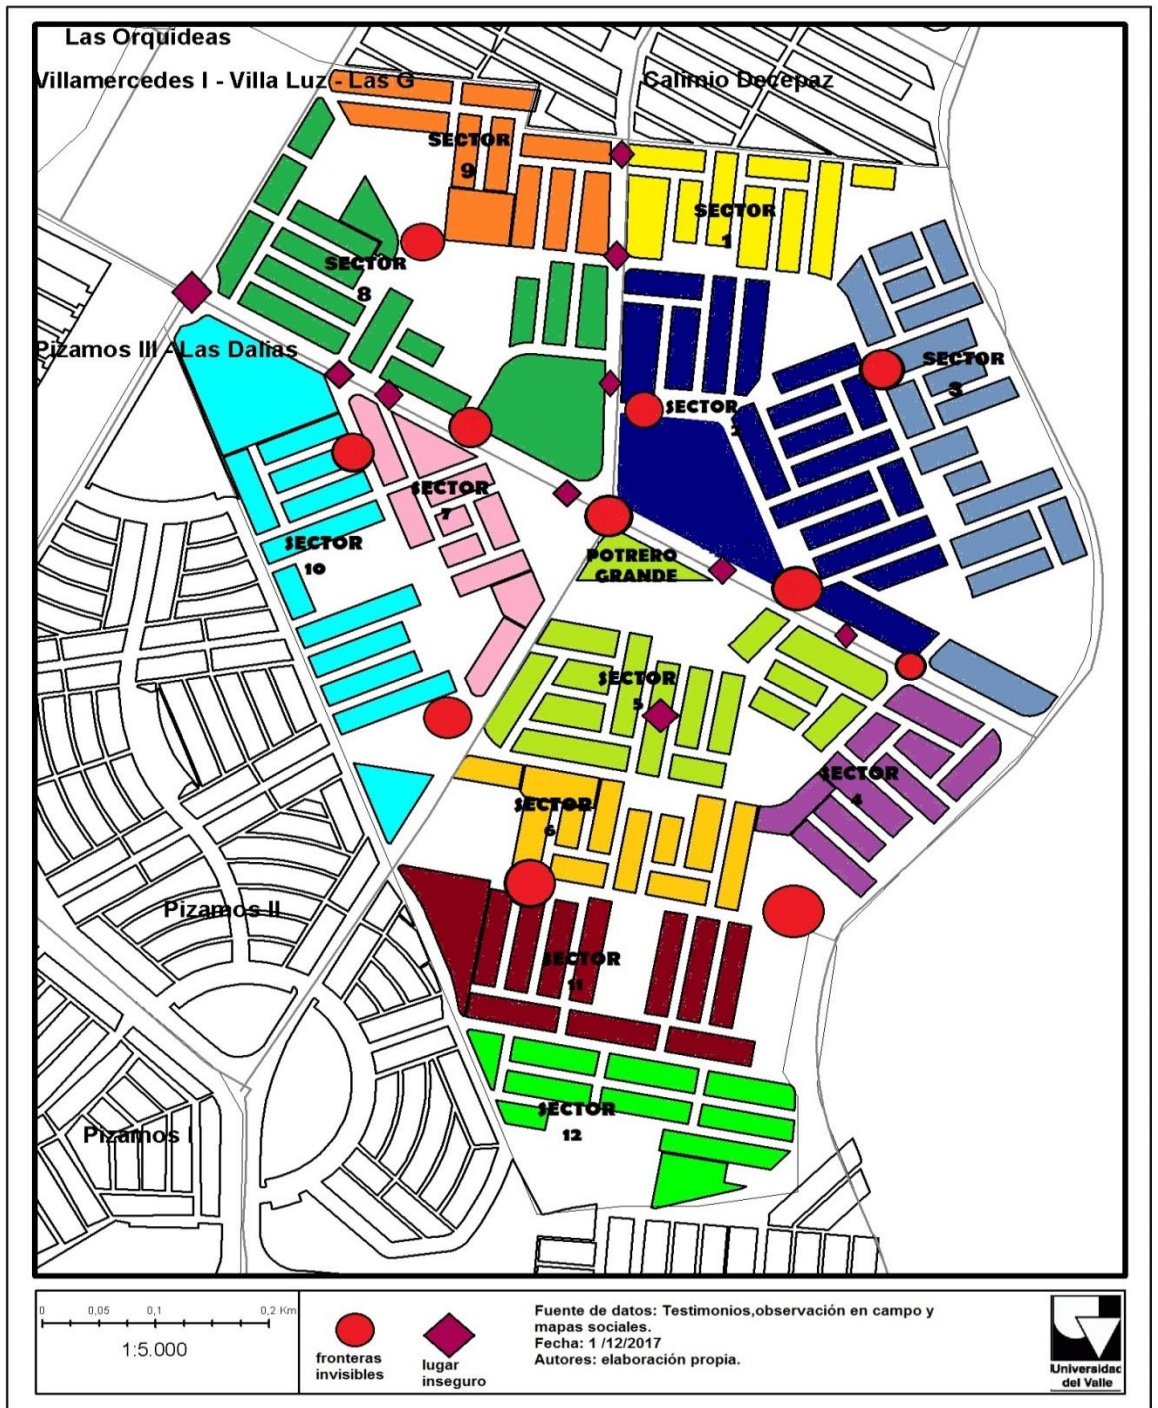 Las Orquideas
Villamercedes I - Villa Luz - Las G
Calimio Decepaz
SECTOR
9
SECTOR
1
SECTOR
8
Pizamos III - Las Dalias
SECTOR
3
SECTOR
2
SECTOR
7
SECTOR
10
POTRERO
GRANDE
SECTOR
5
SECTOR
4
SECTOR
6
Pizamos II
SECTOR
11
SECTOR
12
Pizamos I
0 0,05 0,1 0,2 Km
1:5.000
fronteras
invisibles
lugar
inseguro
Fuente de datos: Testimonios,observación en campo y
mapas sociales.
Fecha: 1 /12/2017
Autores: elaboración propia.
Universidad
del Valle